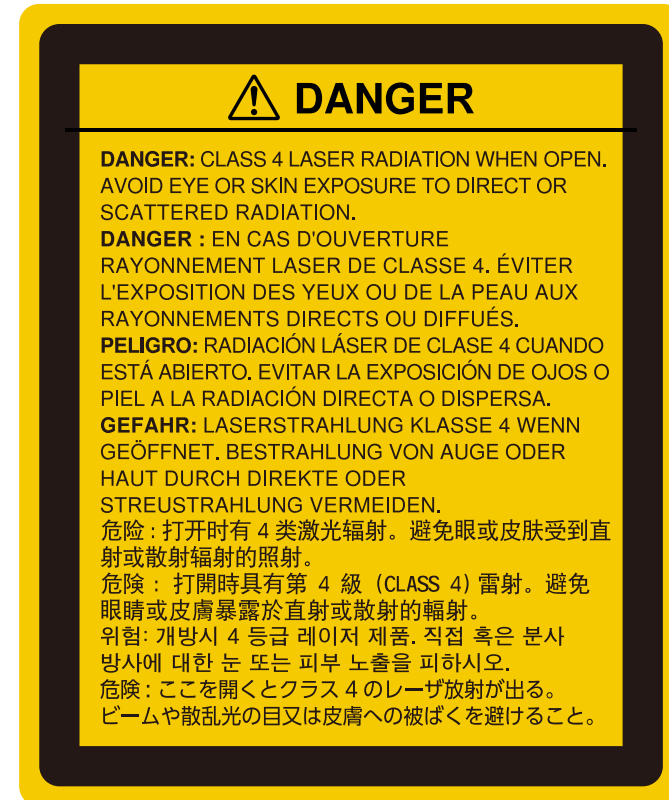 DANGER
DANGER: CLASS 4 LASER RADIATION WHEN OPEN.
AVOID EYE OR SKIN EXPOSURE TO DIRECT OR
SCATTERED RADIATION.
DANGER : EN CAS D'OUVERTURE
RAYONNEMENT LASER DE CLASSE 4. ÉVITER
L'EXPOSITION DES YEUX OU DE LA PEAU AUX
RAYONNEMENTS DIRECTS OU DIFFUÉS.
PELIGRO: RADIACIÓN LÁSER DE CLASE 4 CUANDO
ESTÁ ABIERTO. EVITAR LA EXPOSICIÓN DE OJOS O
PIEL A LA RADIACIÓN DIRECTA O DISPERSA.
GEFAHR: LASERSTRAHLUNG KLASSE 4 WENN
GEÖFFNET. BESTRAHLUNG VON AUGE ODER
HAUT DURCH DIREKTE ODER
STREUSTRAHLUNG VERMEIDEN.
危险 : 打开时有 4 类激光辐射。避免眼或皮肤受到直
射或散射辐射的照射。
危険 : 打開時具有第 4 級 (CLASS 4) 雷射。避免
眼睛或皮膚暴露於直射或散射的輻射。
위험: 개방시 4 등급 레이저 제품. 직접 혹은 분사
방사에 대한 눈 또는 피부 노출을 피하시오.
危険 : ここを開くとクラス 4 のレーザ放射が出る。
ビームや散乱光の目又は皮膚への被ばくを避けること。